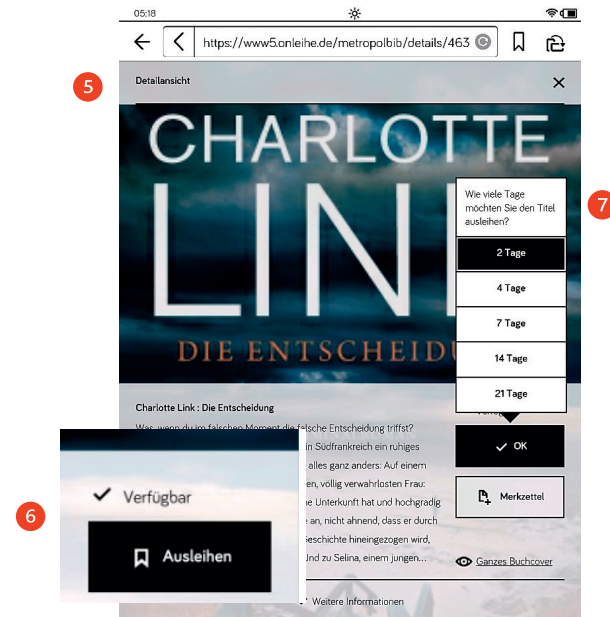 05:18
https://www5.onleihe.de/metropolbib/details/463
5
Detailansicht
CHARLOTTE
LIN
DIE ENTSCHEID
7
Wie viele Tage
möchten Sie den Titel
ausleihen?
2 Tage
4 Tage
7 Tage
14 Tage
21 Tage
OK
Merkzettel
Ganzes Buchcover
Charlotte Link : Die Entscheidung
Was, wenn du im falschen Moment die falsche Entscheidung triffst?
in Südfrankreich ein ruhiges
alles ganz anders: Auf einem
en, völlig verwahrlosten Frau:
e Unterkunft hat und hochgradig
e an, nicht ahnend, dass er durch
Geschichte hineingezogen wird,
Und zu Selina, einem jungen...
6
Verfügbar
Ausleihen
Weitere Informationen